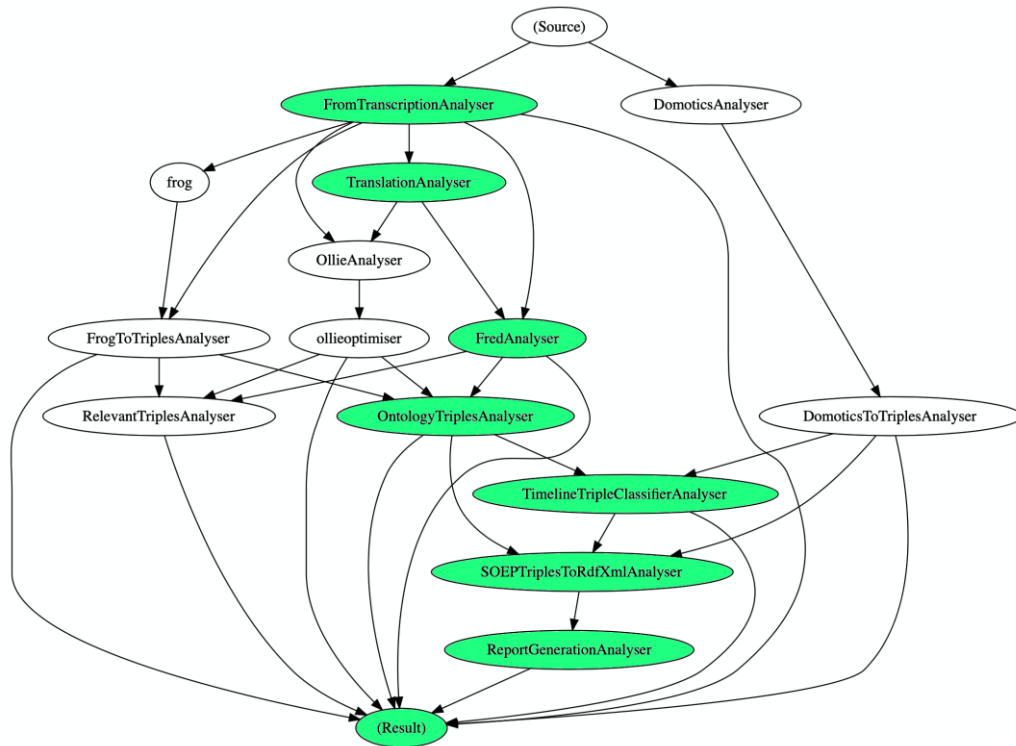 (Source)
FromTranscriptionAnalyser
DomoticsAnalyser
frog
TranslationAnalyser
OllieAnalyser
FrogToTriplesAnalyser
ollieoptimiser
FredAnalyser
RelevantTriplesAnalyser
OntologyTriplesAnalyser
DomoticsToTriplesAnalyser
TimelineTripleClassifierAnalyser
SOEPTriplesToRdfXmlAnalyser
ReportGenerationAnalyser
(Result)